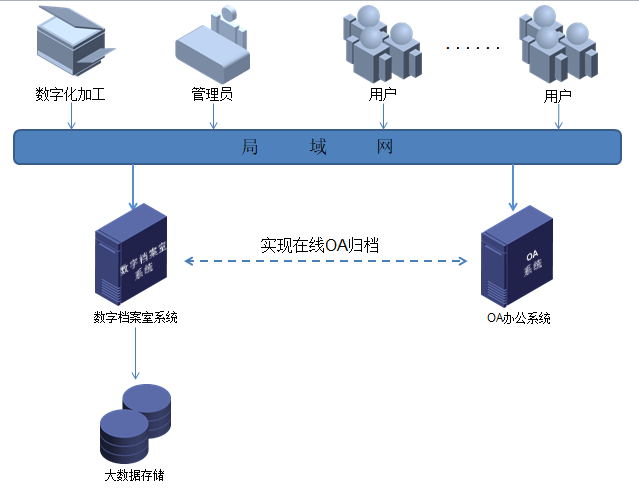 数字化加工
管理员
用户
······
用户
局 域 网
实现在线OA归档
数字档案室
系统
OA
系统
数字档案室系统
OA办公系统
大数据存储